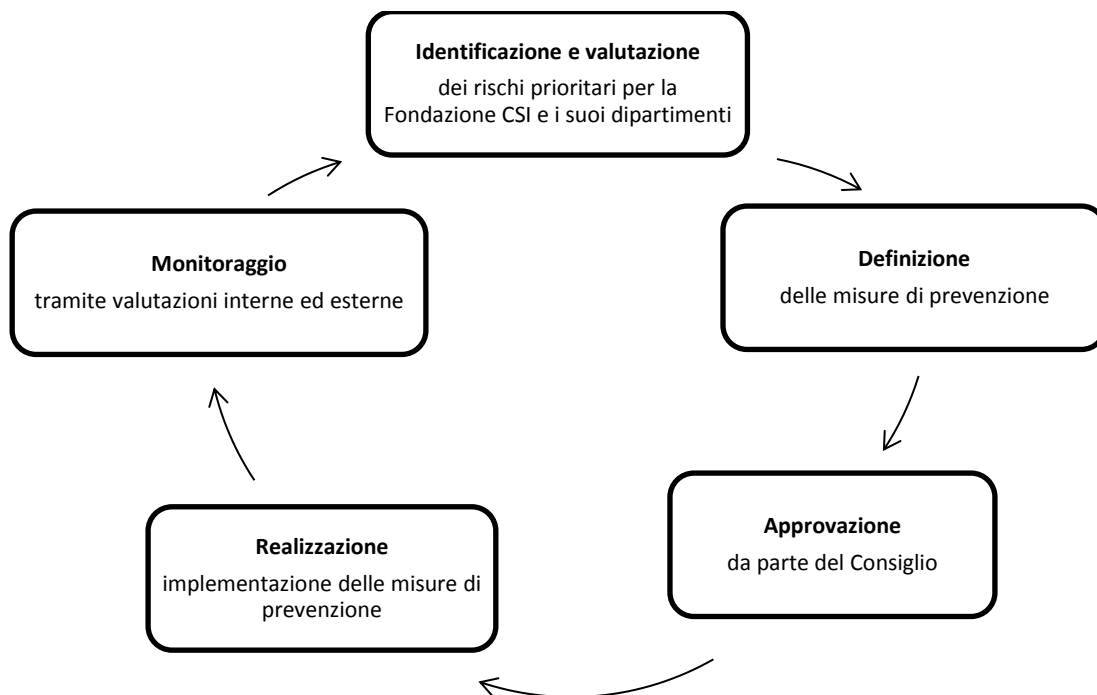 Identificazione e valutazione
dei rischi prioritari per la
Fondazione CSI e i suoi dipartimenti
Definizione
delle misure di prevenzione
Approvazione
da parte del Consiglio
Realizzazione
implementazione delle misure di
prevenzione
Monitoraggio
tramite valutazioni interne ed esterne